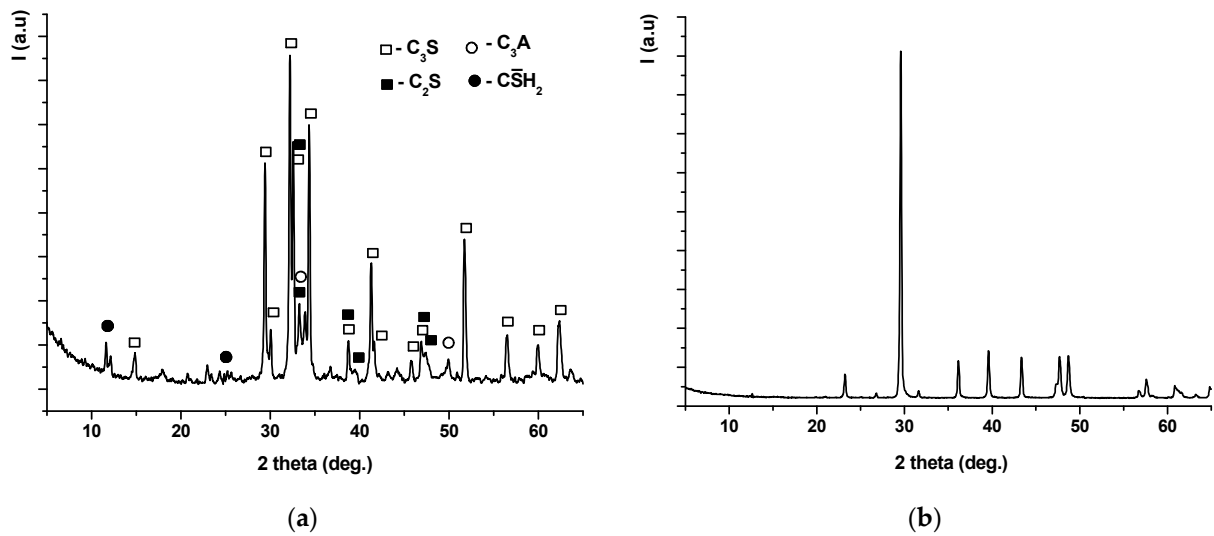 I (a.u)
□ - C₃S ○ - C₃A
■ - C₂S ● - CS̅H₂
10 20 30 40 50 60
2 theta (deg.)
(a)
I (a.u)
10 20 30 40 50 60
2 theta (deg.)
(b)